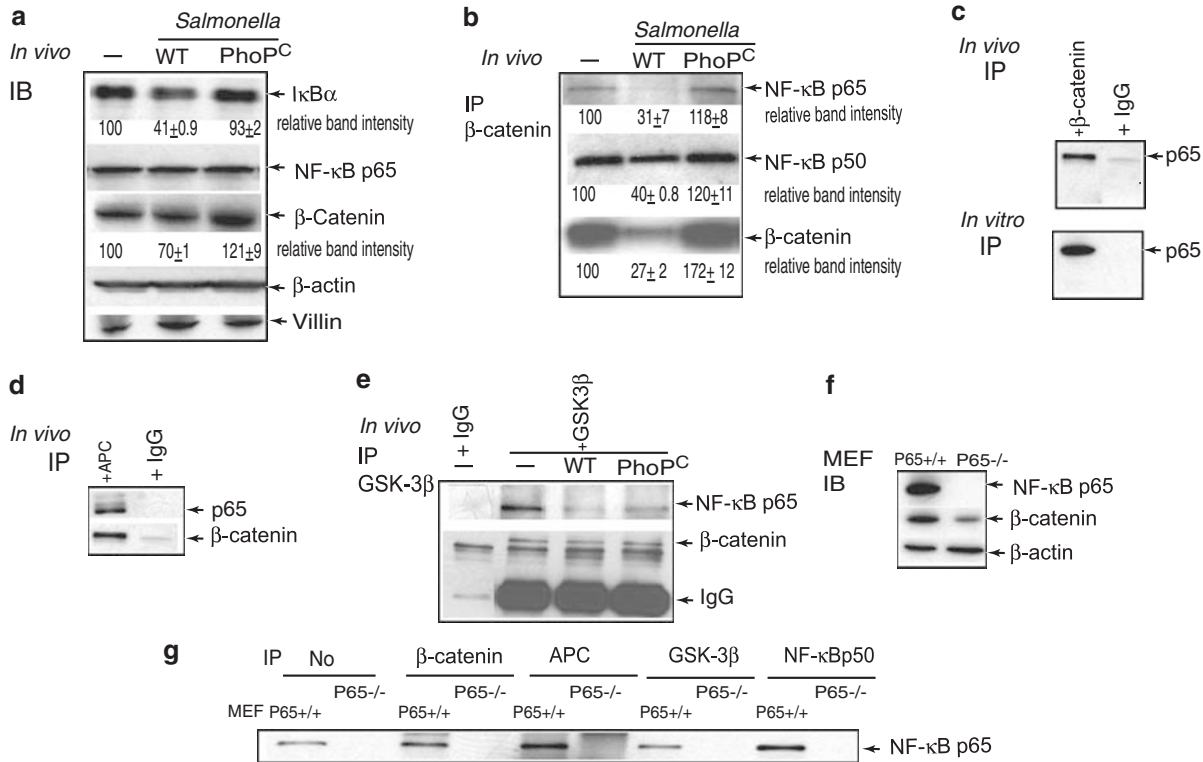 a
Salmonella
In vivo — WT PhoP^C
IB
IκBα
100 41±0.9 93±2 relative band intensity
NF-κB p65
β-Catenin
100 70±1 121±9 relative band intensity
β-actin
Villin
b
Salmonella
In vivo — WT PhoP^C
IP
β-catenin
NF-κB p65
100 31±7 118±8 relative band intensity
NF-κB p50
100 40±0.8 120±11 relative band intensity
β-catenin
100 27±2 172±12 relative band intensity
c
In vivo
IP
+β-catenin + IgG
p65
In vitro
IP
p65
d
In vivo
IP
+APC + IgG
p65
β-catenin
e
In vivo
IP
GSK-3β
+ IgG +GSK3β
— — WT PhoP^C
NF-κB p65
β-catenin
IgG
f
MEF P65+/+ P65-/-
IB
NF-κB p65
β-catenin
β-actin
g
IP No β-catenin APC GSK-3β NF-κBp50
P65-/- P65-/- P65-/- P65-/- P65-/-
MEF P65+/+ P65+/+ P65+/+ P65+/+ P65+/+
NF-κB p65